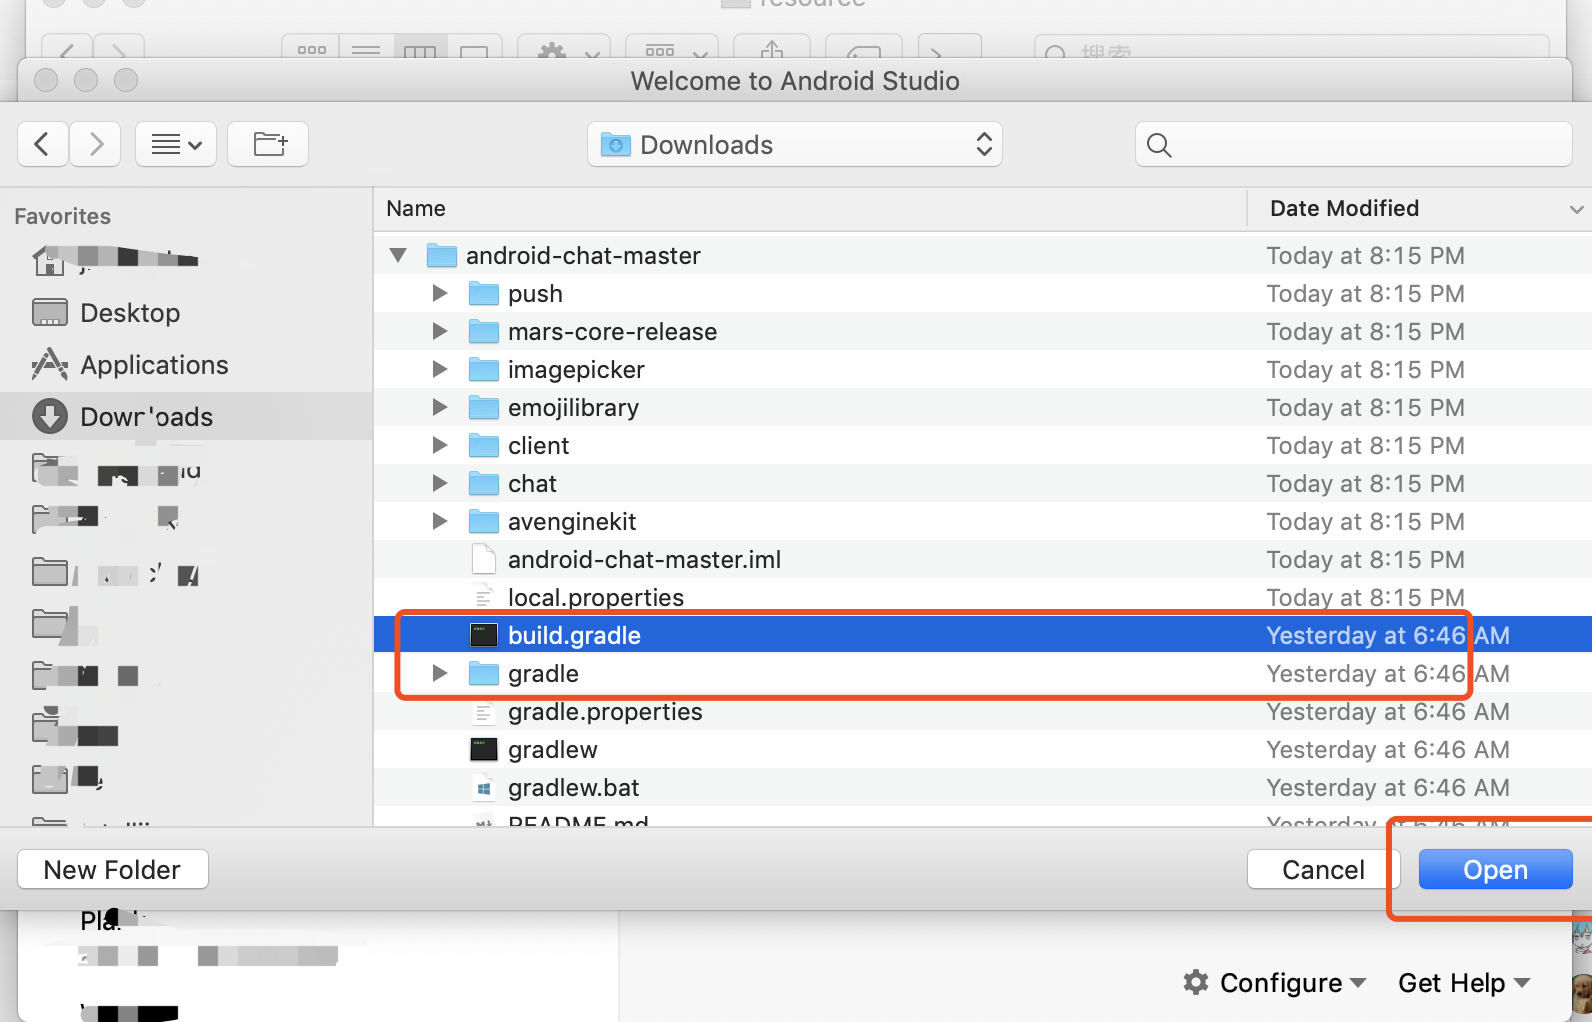 resource
搜索
Welcome to Android Studio
Downloads
Favorites
Name
Date Modified
Desktop
Applications
Downloads
android-chat-master Today at 8:15 PM
push Today at 8:15 PM
mars-core-release Today at 8:15 PM
imagepicker Today at 8:15 PM
emojilibrary Today at 8:15 PM
client Today at 8:15 PM
chat Today at 8:15 PM
avenginekit Today at 8:15 PM
android-chat-master.iml Today at 8:15 PM
local.properties Today at 8:15 PM
build.gradle Yesterday at 6:46 AM
gradle Yesterday at 6:46 AM
gradle.properties Yesterday at 6:46 AM
gradlew Yesterday at 6:46 AM
gradlew.bat Yesterday at 6:46 AM
README.md Yesterday at 6:46 AM
New Folder
Cancel
Open
Configure
Get Help